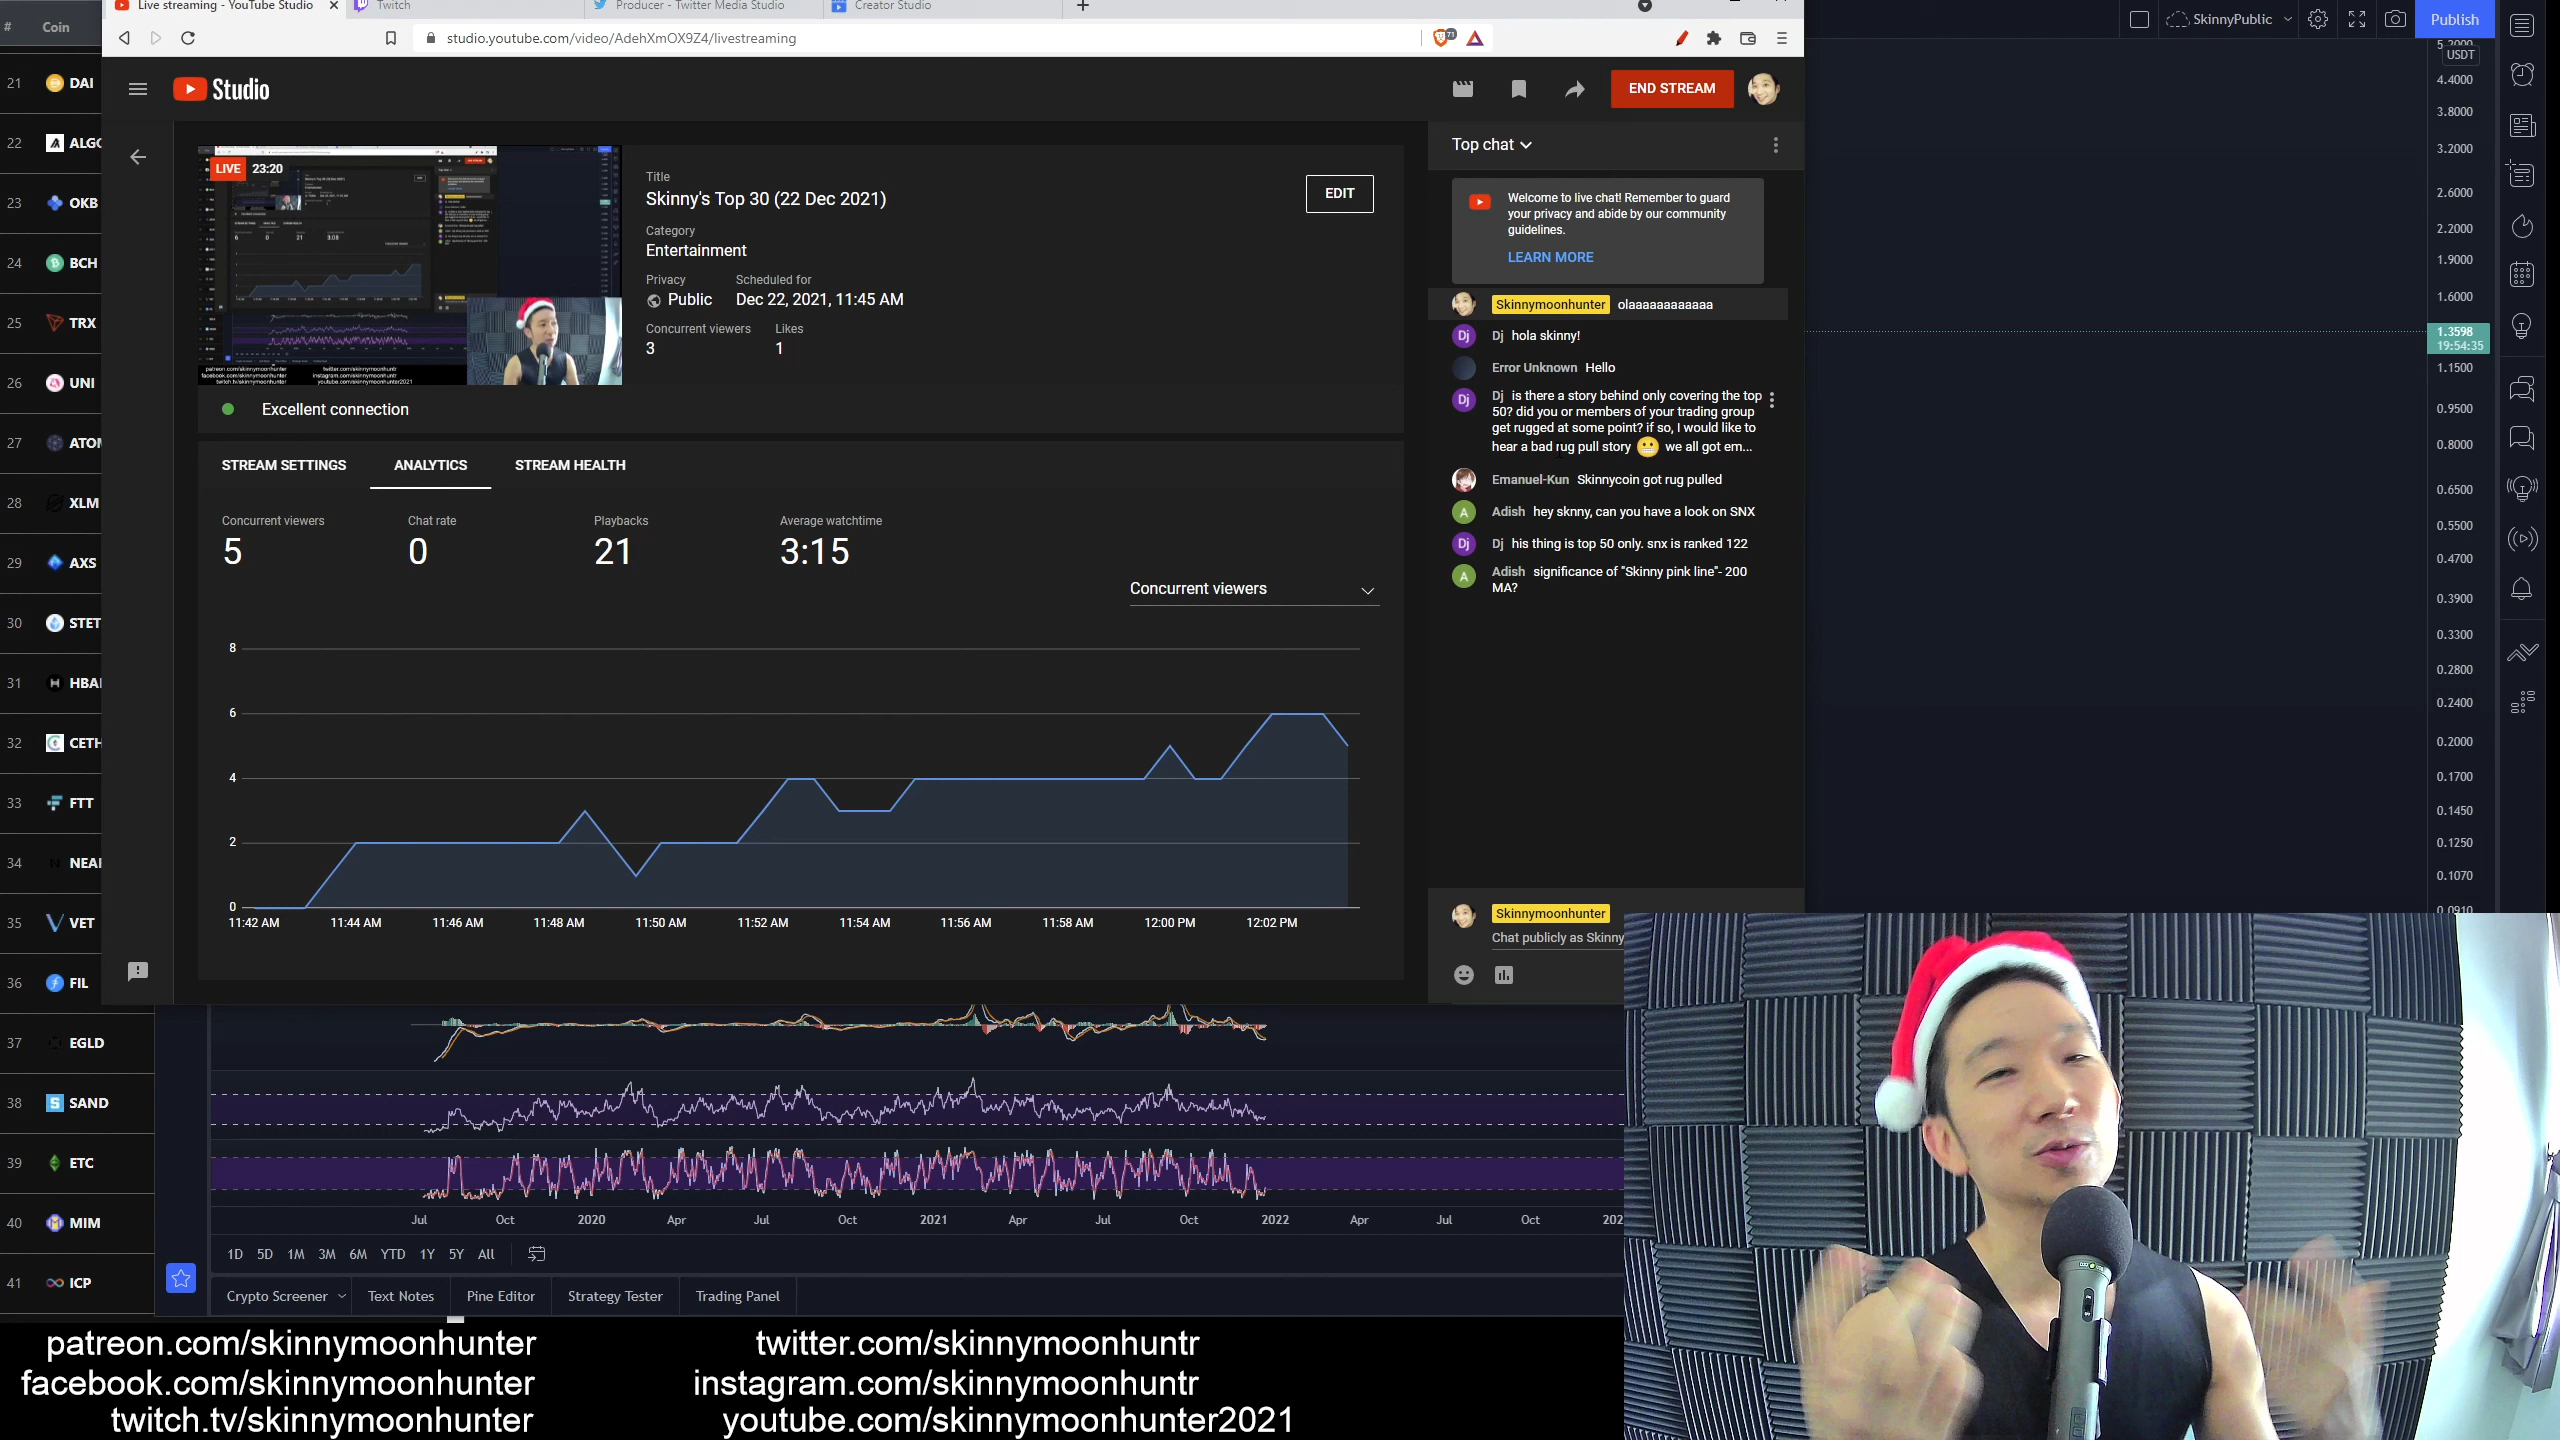 Live streaming - YouTube Studio
Twitch
Producer - Twitter Media Studio
Creator Studio
studio.youtube.com/video/AdehXmOX9Z4/livestreaming
71
SkinnyPublic
Publish
# Coin
21 DAI
22 ALGO
23 OKB
24 BCH
25 TRX
26 UNI
27 ATOM
28 XLM
29 AXS
30 STET
31 HBAR
32 CETH
33 FTT
34 NEAR
35 VET
36 FIL
37 EGLD
38 SAND
39 ETC
40 MIM
41 ICP
Studio
END STREAM
LIVE 23:20
Title
Skinny's Top 30 (22 Dec 2021)
EDIT
Category
Entertainment
Privacy
Scheduled for
Public
Dec 22, 2021, 11:45 AM
Concurrent viewers
Likes
3
1
Excellent connection
STREAM SETTINGS
ANALYTICS
STREAM HEALTH
Concurrent viewers
Chat rate
Playbacks
Average watchtime
5
0
21
3:15
Concurrent viewers
8
6
4
2
0
11:42 AM
11:44 AM
11:46 AM
11:48 AM
11:50 AM
11:52 AM
11:54 AM
11:56 AM
11:58 AM
12:00 PM
12:02 PM
Top chat
Welcome to live chat! Remember to guard
your privacy and abide by our community
guidelines.
LEARN MORE
Skinnymoonhunter olaaaaaaaaaaaa
Dj Dj hola skinny!
Error Unknown Hello
Dj Dj is there a story behind only covering the top
50? did you or members of your trading group
get rugged at some point? if so, I would like to
hear a bad rug pull story 😬 we all got em...
Emanuel-Kun Skinnycoin got rug pulled
A Adish hey sknny, can you have a look on SNX
Dj Dj his thing is top 50 only. snx is ranked 122
A Adish significance of "Skinny pink line"- 200
MA?
Skinnymoonhunter
Chat publicly as Skinny
5.2000
USDT
4.4000
3.8000
3.2000
2.6000
2.2000
1.9000
1.6000
1.3598
19:54:35
1.1500
0.9500
0.8000
0.6500
0.5500
0.4700
0.3900
0.3300
0.2800
0.2400
0.2000
0.1700
0.1450
0.1250
0.1070
0.0910
Jul
Oct
2020
Apr
Jul
Oct
2021
Apr
Jul
Oct
2022
Apr
Jul
Oct
202
1D 5D 1M 3M 6M YTD 1Y 5Y All
Crypto Screener
Text Notes
Pine Editor
Strategy Tester
Trading Panel
patreon.com/skinnymoonhunter
twitter.com/skinnymoonhuntr
facebook.com/skinnymoonhunter
instagram.com/skinnymoonhuntr
twitch.tv/skinnymoonhunter
youtube.com/skinnymoonhunter2021